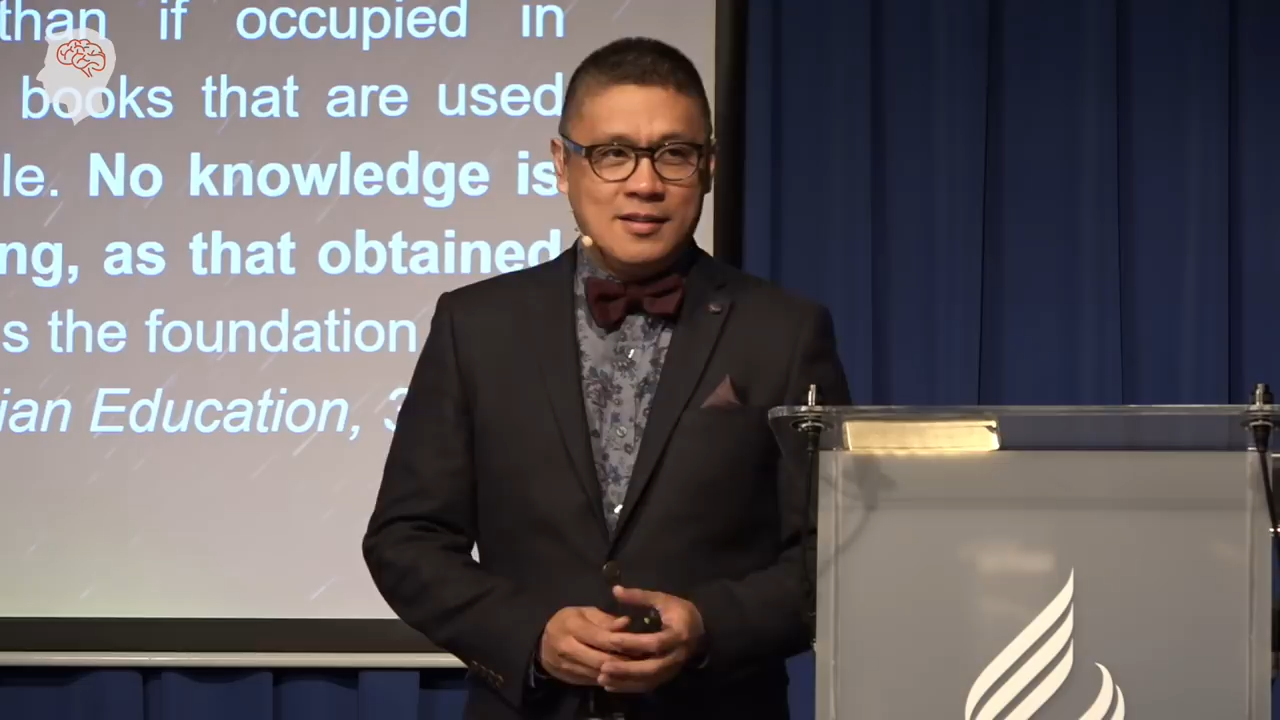 than if occupied in
books that are used
le. No knowledge is
ng, as that obtained
s the foundation
ian Education, 3